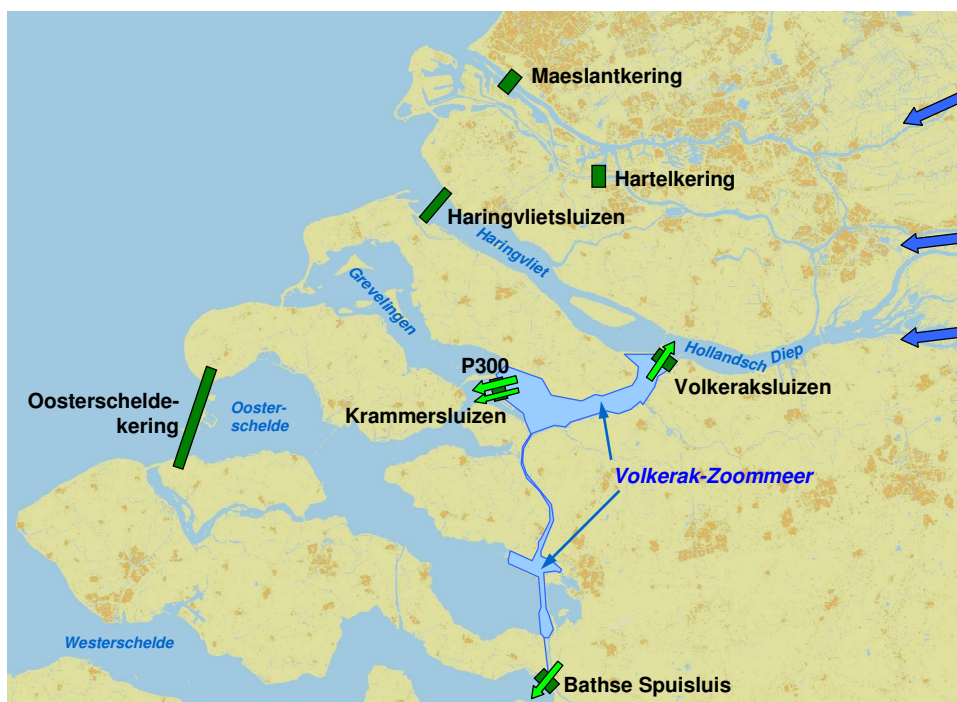 Maeslantkering
Hartelkering
Haringvlietsluizen
Haringvliet
Grevelingen
Hollandsch Diep
P300
Volkeraksluizen
Krammersluizen
Oosterschelde-
kering
Ooster-
schelde
Volkerak-Zoommeer
Westerschelde
Bathse Spuisluis